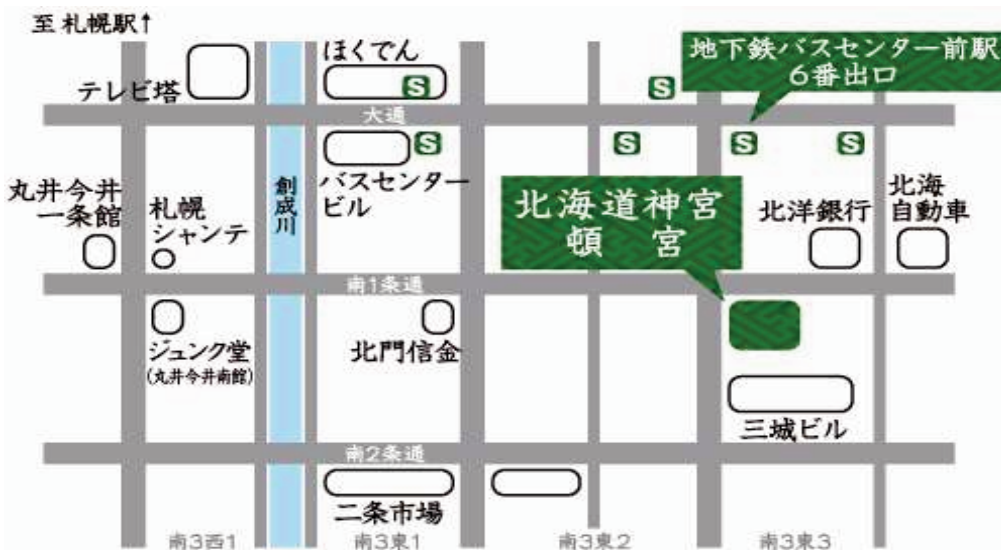 至 札幌駅↑
テレビ塔
ほくでん
S
S
地下鉄バスセンター前駅
6番出口
大通
S
S
S
S
丸井今井
一条館
札幌
シャンテ
創成川
バスセンター
ビル
北海道神宮
頓 宮
北洋銀行
北海
自動車
南1条通
ジュンク堂
(丸井今井南館)
北門信金
三城ビル
南2条通
二条市場
南3西1
南3東1
南3東2
南3東3